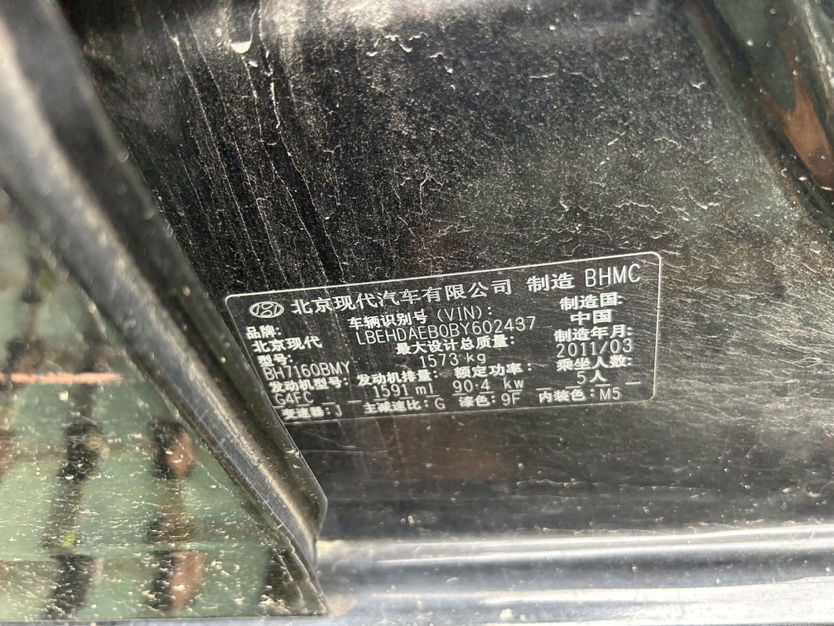 北京现代汽车有限公司 制造 BHMC
品牌: 车辆识别号(VIN): 制造国:
北京现代 LBEHDAEB0BY602437 中国
型号: 最大设计总质量: 制造年月:
BH7160BMY 1573 kg 2011/03
发动机型号: 发动机排量: 额定功率: 乘坐人数:
G4FC 1591 ml 90.4 kw 5人
变速器:J 主减速比:G 漆色:9F 内装色:M5